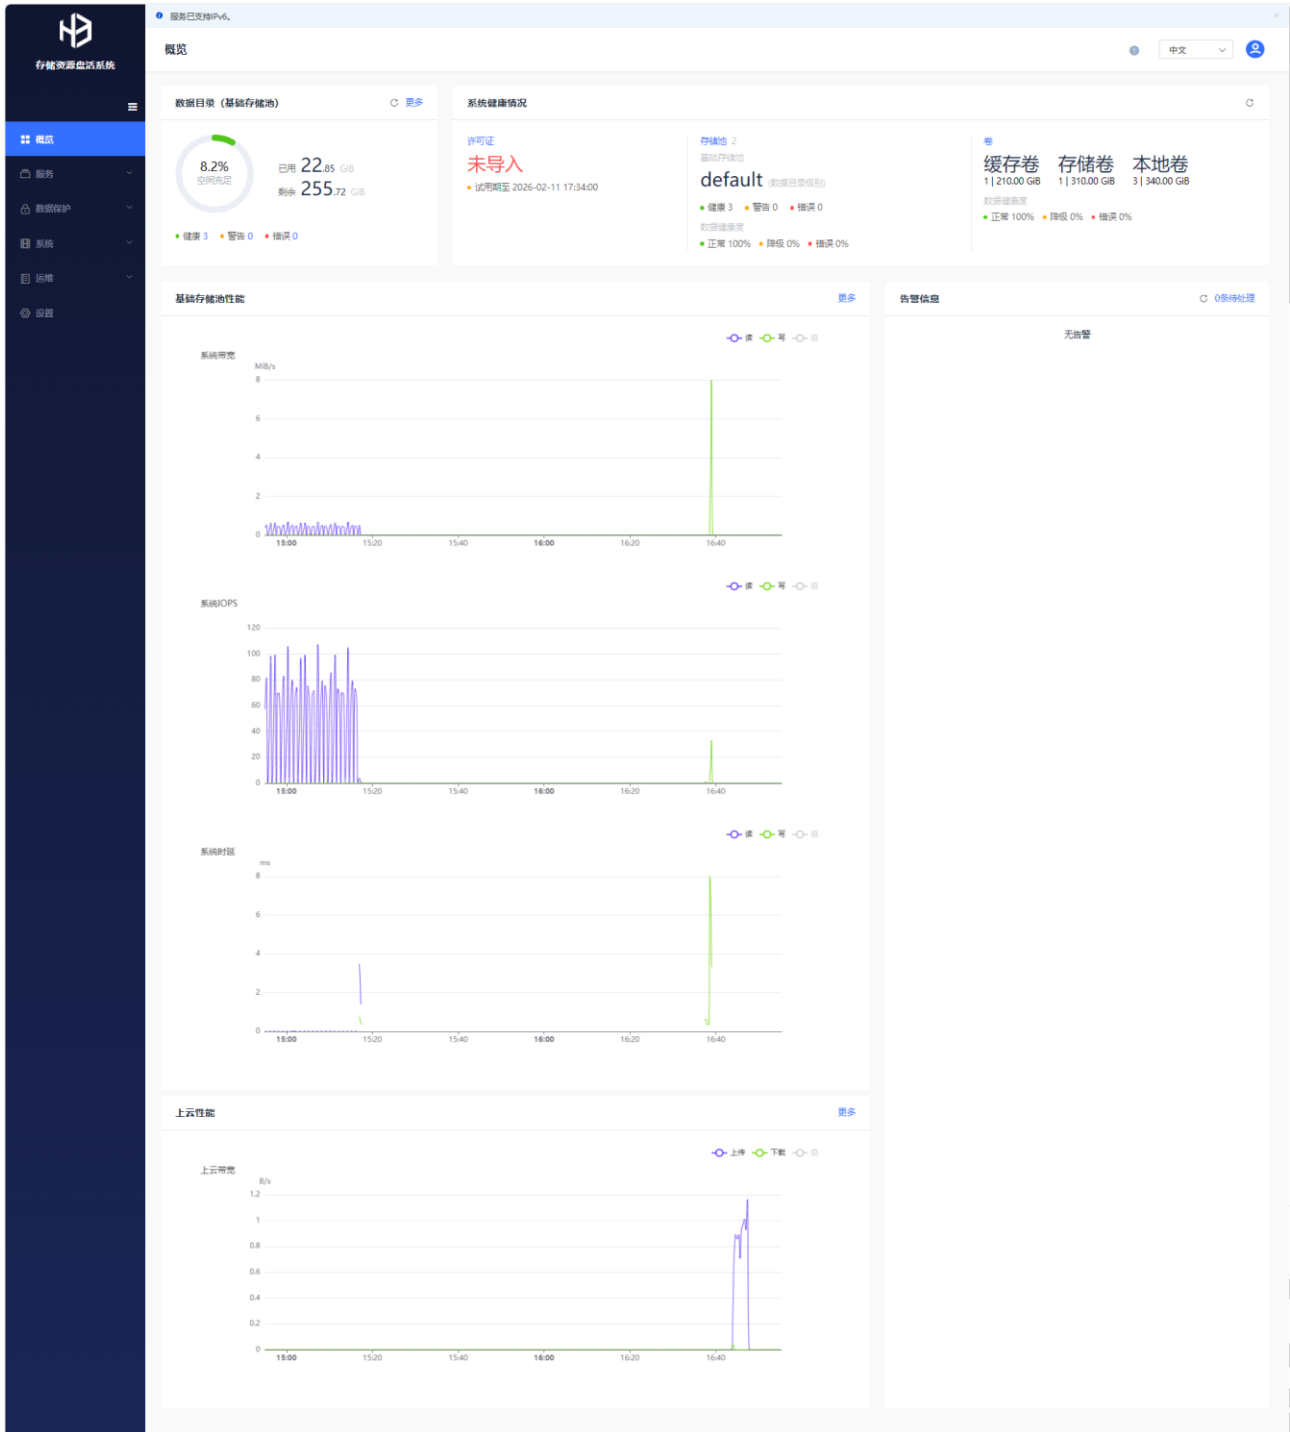 服务已支持IPv6。
存储资源盘活系统
概览
中文
概览
服务
数据保护
系统
运维
设置
数据目录（基础存储池）
更多
8.2%
空间充足
已用 22.85 GiB
剩余 255.72 GiB
健康 3 警告 0 错误 0
系统健康情况
许可证
未导入
试用期至 2026-02-11 17:34:00
存储池 2
基础存储池
default (数据目录级别)
健康 3 警告 0 错误 0
数据健康度
正常 100% 降级 0% 错误 0%
卷
缓存卷 存储卷 本地卷
1 | 210.00 GiB 1 | 310.00 GiB 3 | 340.00 GiB
数据健康度
正常 100% 降级 0% 错误 0%
基础存储池性能
更多
读 写 总
系统带宽
MiB/s
8
6
4
2
0
15:00 15:20 15:40 16:00 16:20 16:40
读 写 总
系统IOPS
120
100
80
60
40
20
0
15:00 15:20 15:40 16:00 16:20 16:40
读 写 总
系统时延
ms
8
6
4
2
0
15:00 15:20 15:40 16:00 16:20 16:40
告警信息
0条待处理
无告警
上云性能
更多
上传 下载 总
上云带宽
B/s
1.2
1
0.8
0.6
0.4
0.2
0
15:00 15:20 15:40 16:00 16:20 16:40